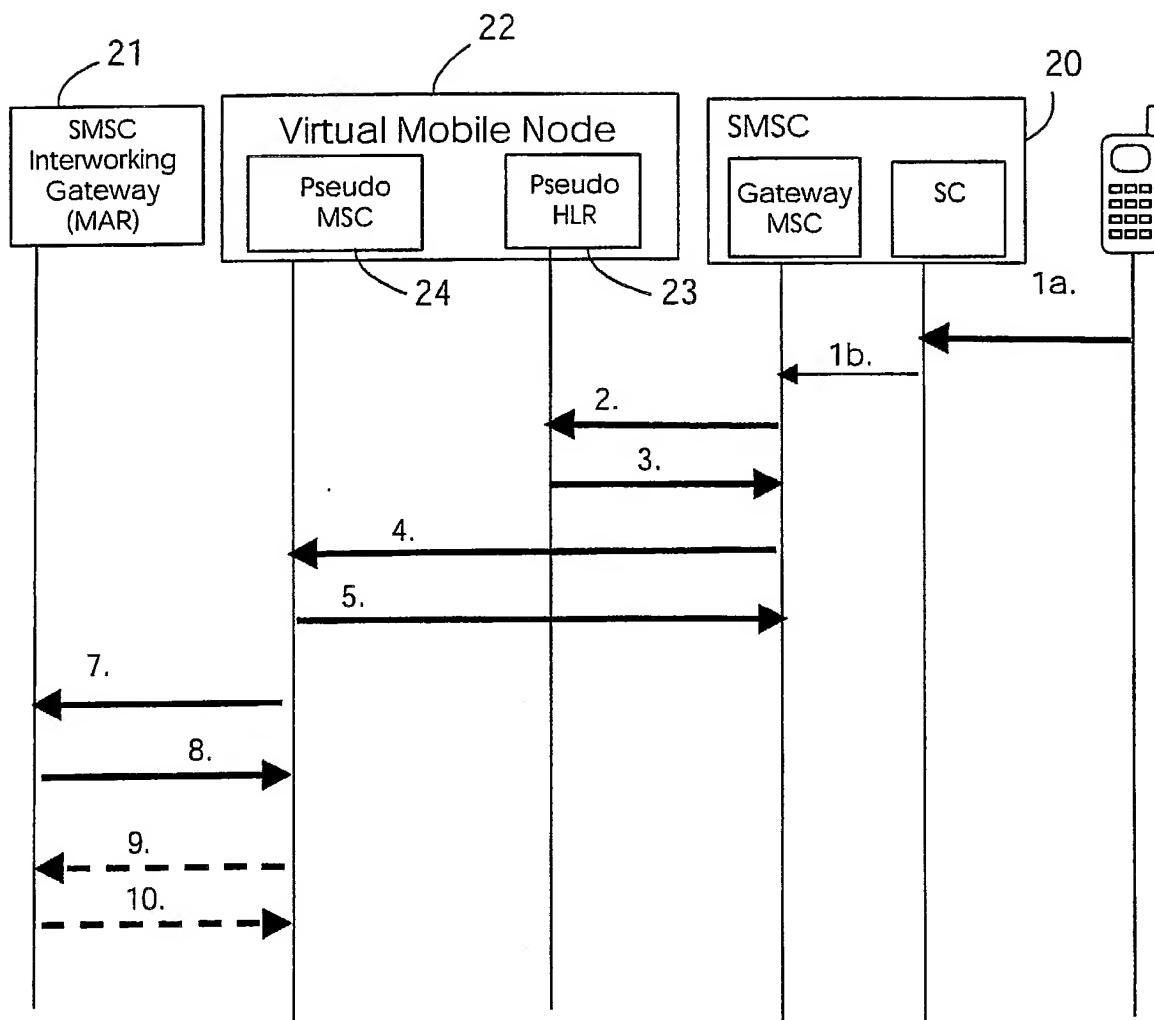 21
22
20
SMSC
Interworking
Gateway
(MAR)
Virtual Mobile Node
Pseudo
MSC
Pseudo
HLR
SMSC
Gateway
MSC
SC
24
23
1a.
1b.
2.
3.
4.
5.
7.
8.
9.
10.